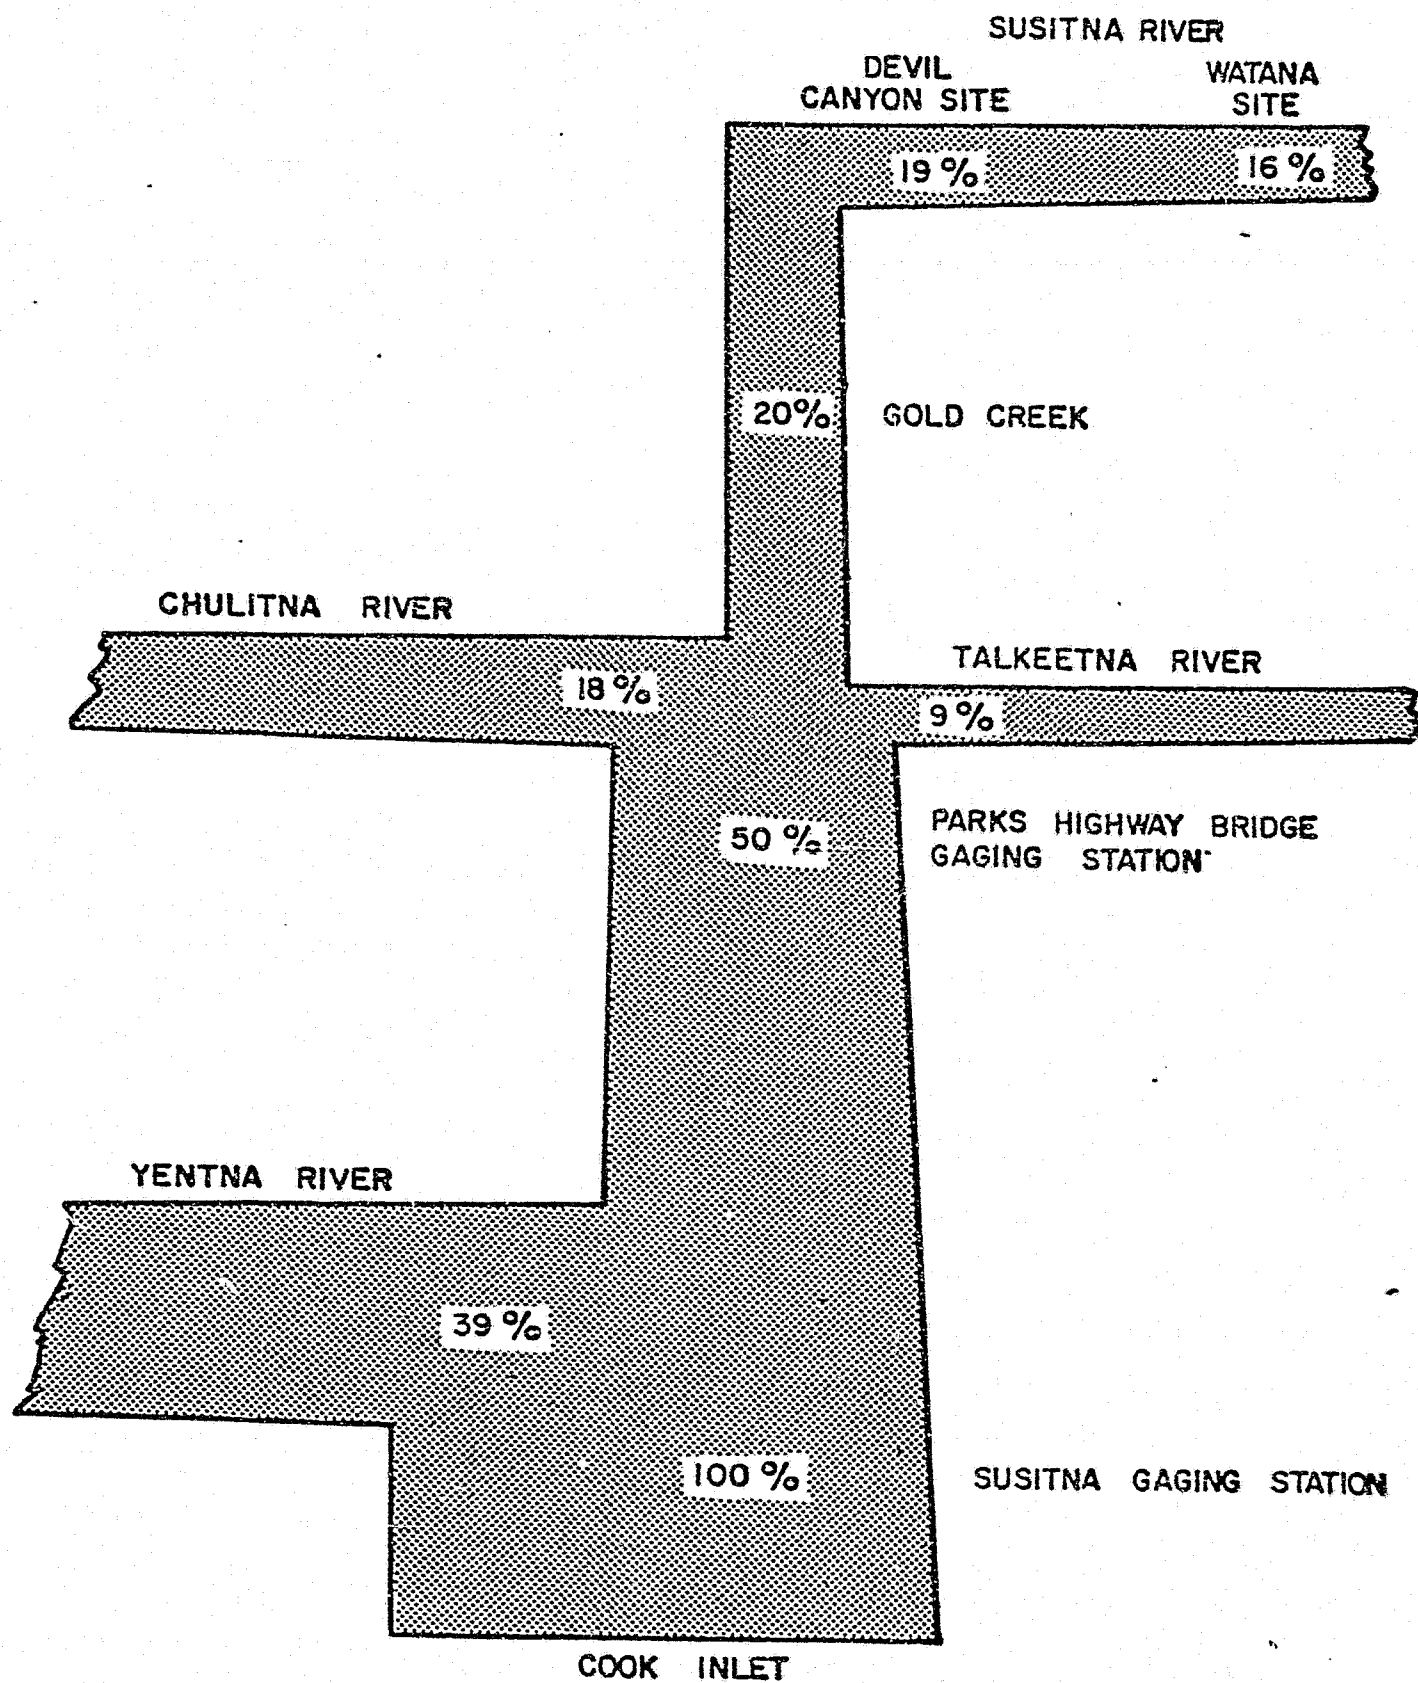 SUSITNA RIVER
DEVIL
CANYON SITE
WATANA
SITE
19%
16%
20%
GOLD CREEK
CHULITNA RIVER
TALKEETNA RIVER
18%
9%
PARKS HIGHWAY BRIDGE
GAGING STATION
50%
YENTNA RIVER
39%
100%
SUSITNA GAGING STATION
COOK INLET